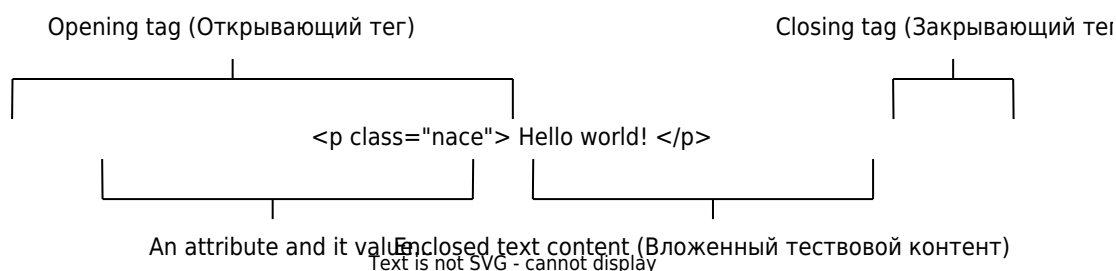 Opening tag (Открывающий тег)
Closing tag (Закрывающий тег
<p class="nace"> Hello world! </p>
An attribute and it value...
Enclosed text content (Вложенный тествовой контент)
Text is not SVG - cannot display